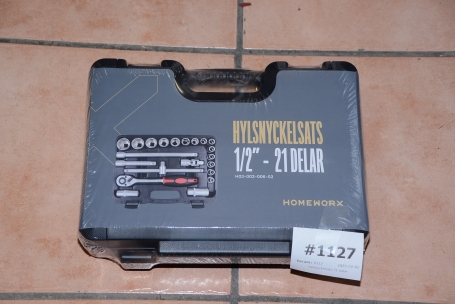 HYLSNYCKELSATS
1/2" - 21 DELAR
HOMEWORX
#1127